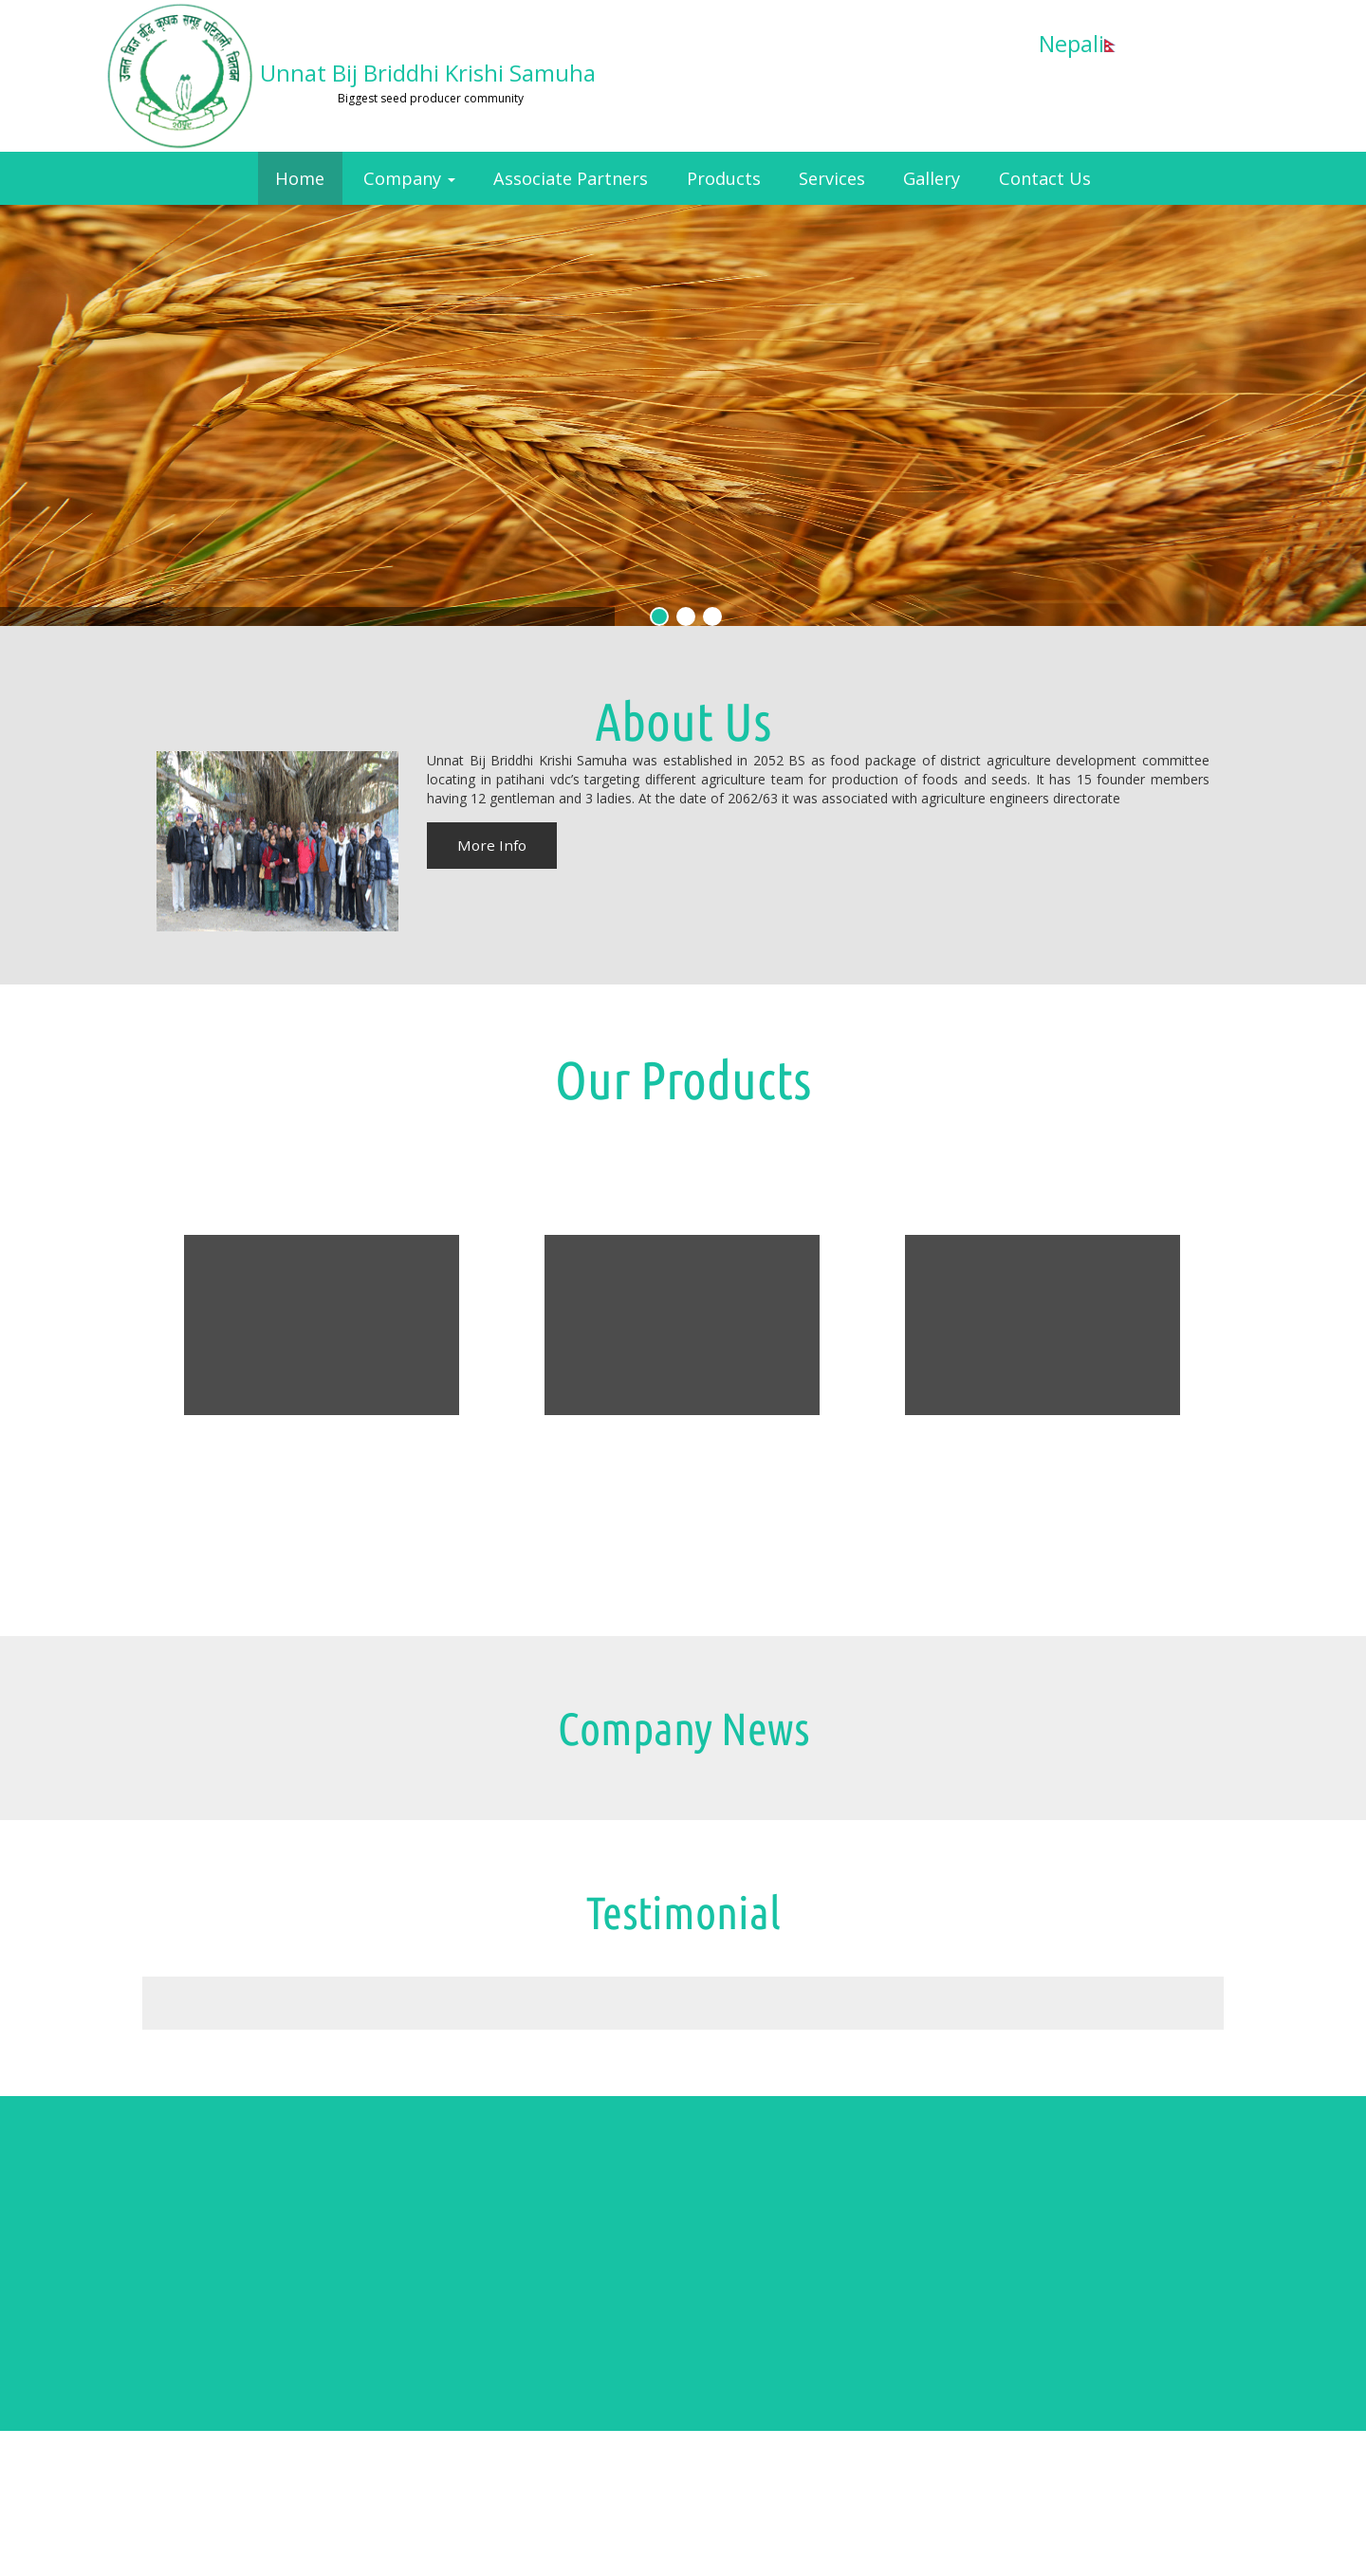 उन्नत बिज बृद्धि कृषक समूह पटिहानी, चितवन
Unnat Bij Briddhi Krishi Samuha
Biggest seed producer community
Nepali
Home Company Associate Partners Products Services Gallery Contact Us
About Us
Unnat Bij Briddhi Krishi Samuha was established in 2052 BS as food package of district agriculture development committee
locating in patihani vdc’s targeting different agriculture team for production of foods and seeds. It has 15 founder members
having 12 gentleman and 3 ladies. At the date of 2062/63 it was associated with agriculture engineers directorate
More Info
Our Products
Company News
Testimonial